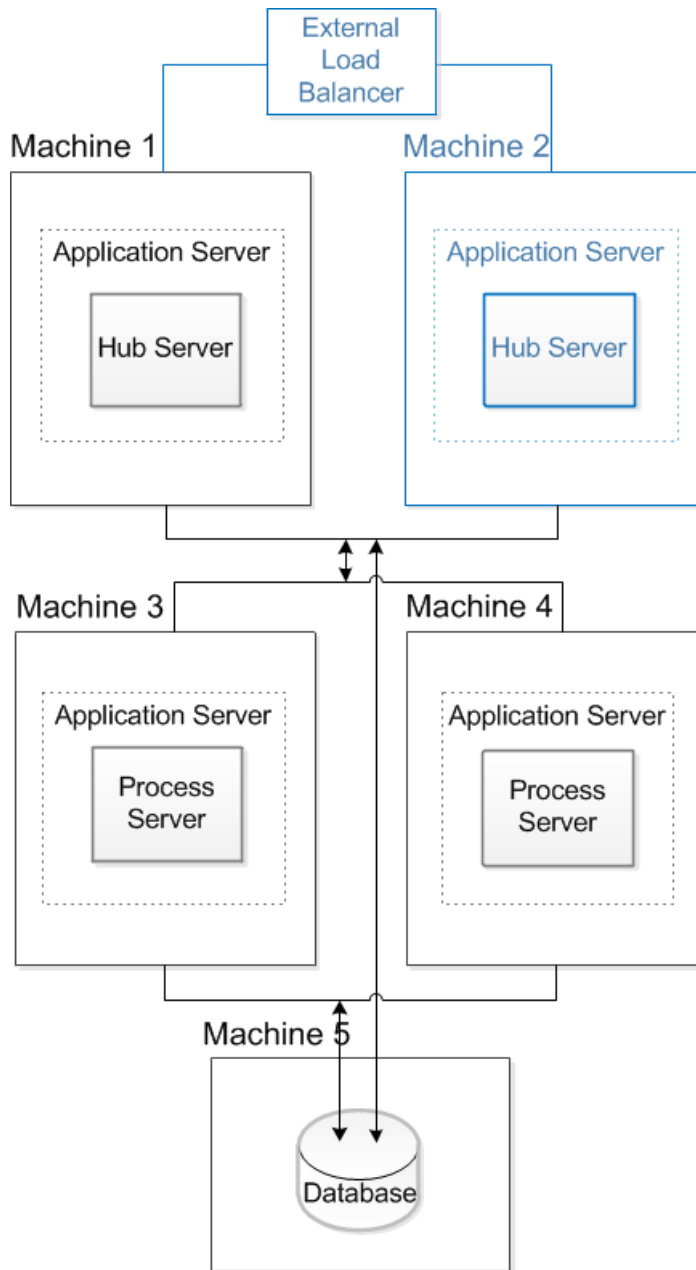 External
Load
Balancer
Machine 1
Machine 2
Application Server
Hub Server
Application Server
Hub Server
Machine 3
Machine 4
Application Server
Process
Server
Application Server
Process
Server
Machine 5
Database